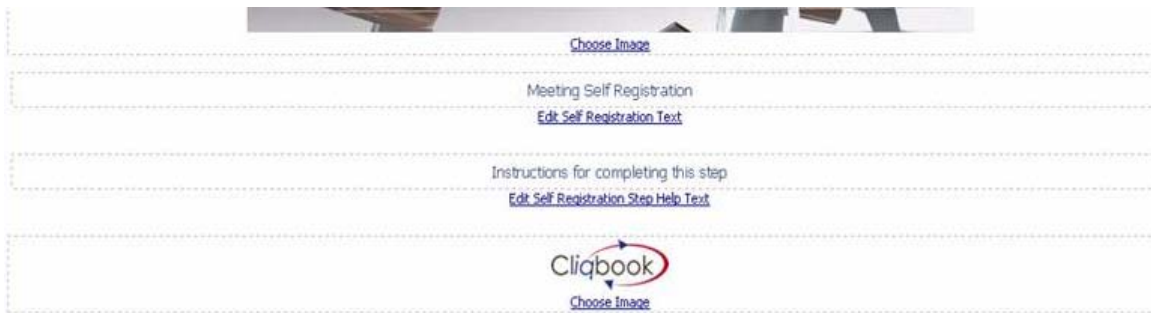 Choose Image
Meeting Self Registration
Edit Self Registration Text
Instructions for completing this step
Edit Self Registration Step Help Text
Cliqbook
Choose Image